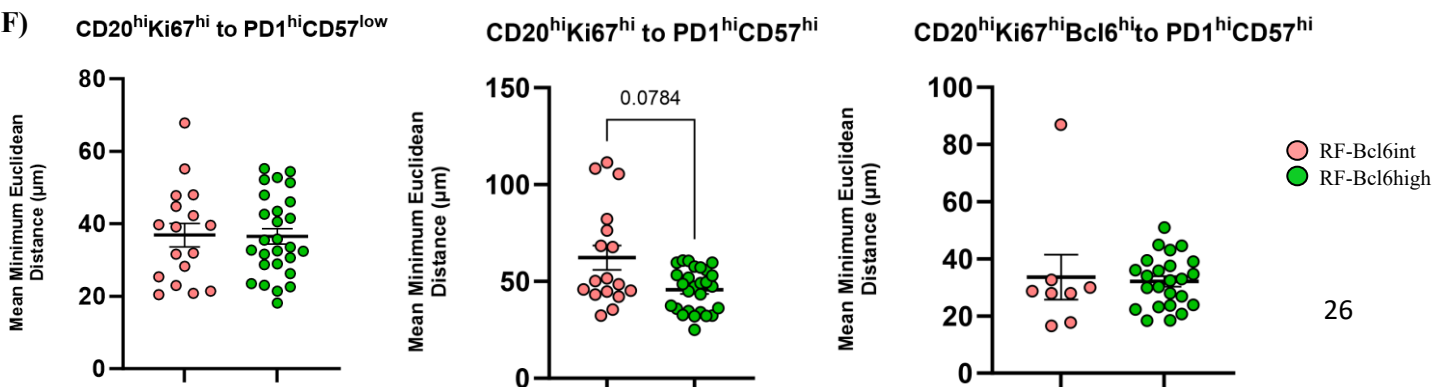 F)
CD20hiKi67hi to PD1hiCD57low
Mean Minimum Euclidean
Distance (μm)
80
60
40
20
0
CD20hiKi67hi to PD1hiCD57hi
Mean Minimum Euclidean
Distance (μm)
150
100
50
0
0.0784
CD20hiKi67hiBcl6hito PD1hiCD57hi
Mean Minimum Euclidean
Distance (μm)
100
80
60
40
20
0
RF-Bcl6int
RF-Bcl6high
26